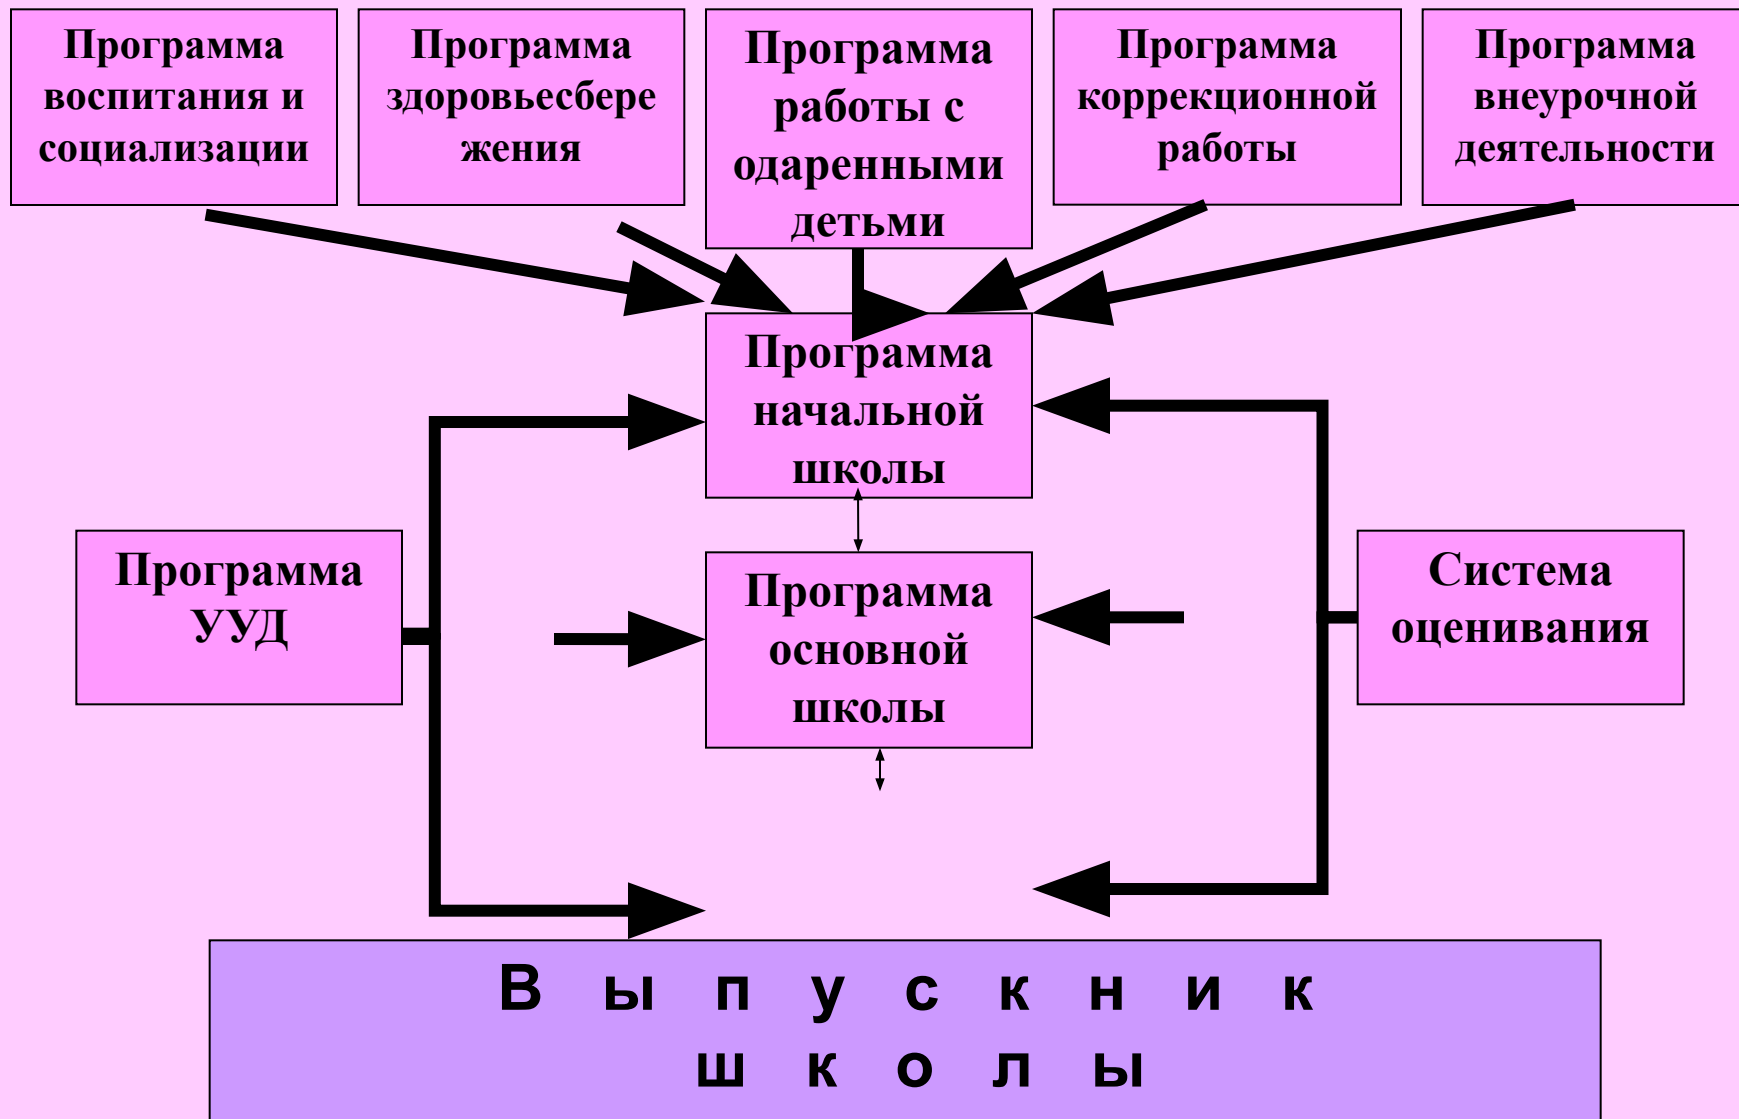 Программа
воспитания и
социализации
Программа
здоровьесбере
жения
Программа
работы с
одаренными
детьми
Программа
коррекционной
работы
Программа
внеурочной
деятельности
Программа
начальной
школы
Программа
УУД
Программа
основной
школы
Система
оценивания
В ы п у с к н и к
ш к о л ы